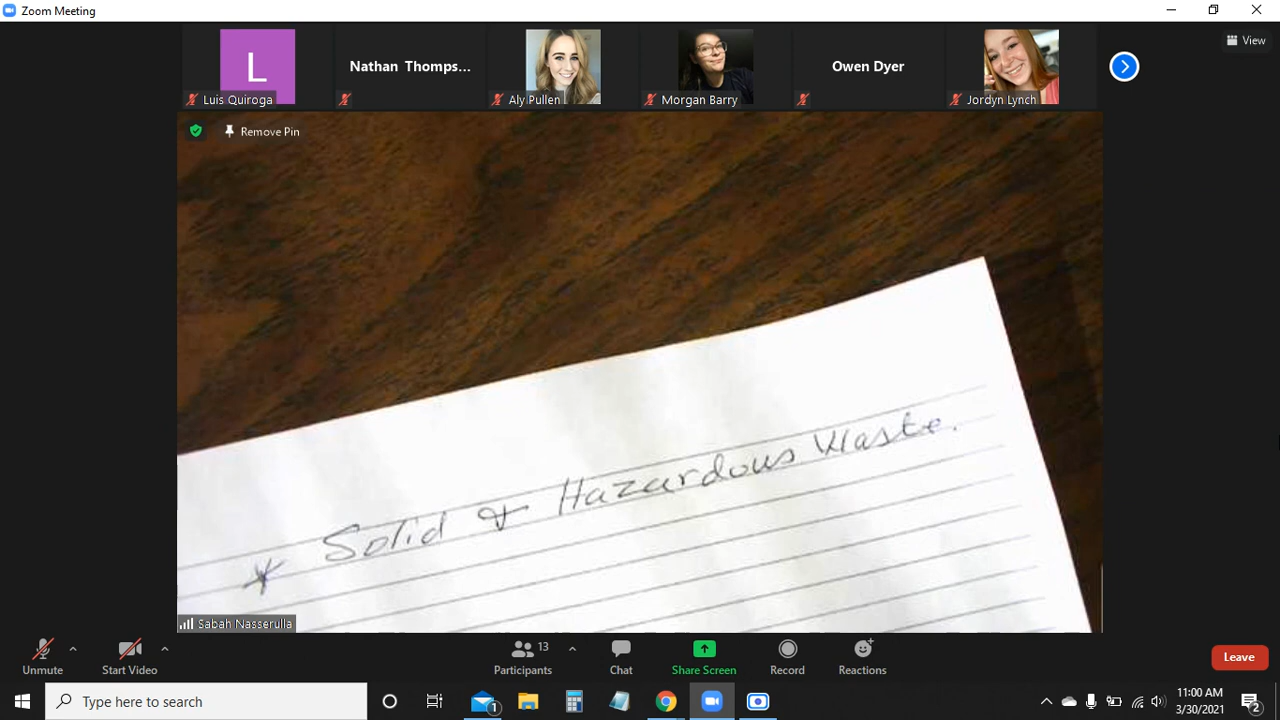 Zoom Meeting
View
L
Luis Quiroga
Nathan Thomps...
Aly Pullen
Morgan Barry
Owen Dyer
Jordyn Lynch
Remove Pin
* Solid & Hazardous Waste.
Sabah Nasserulla
Unmute
Start Video
13
Participants
Chat
Share Screen
Record
Reactions
Leave
Type here to search
1
11:00 AM
3/30/2021
2